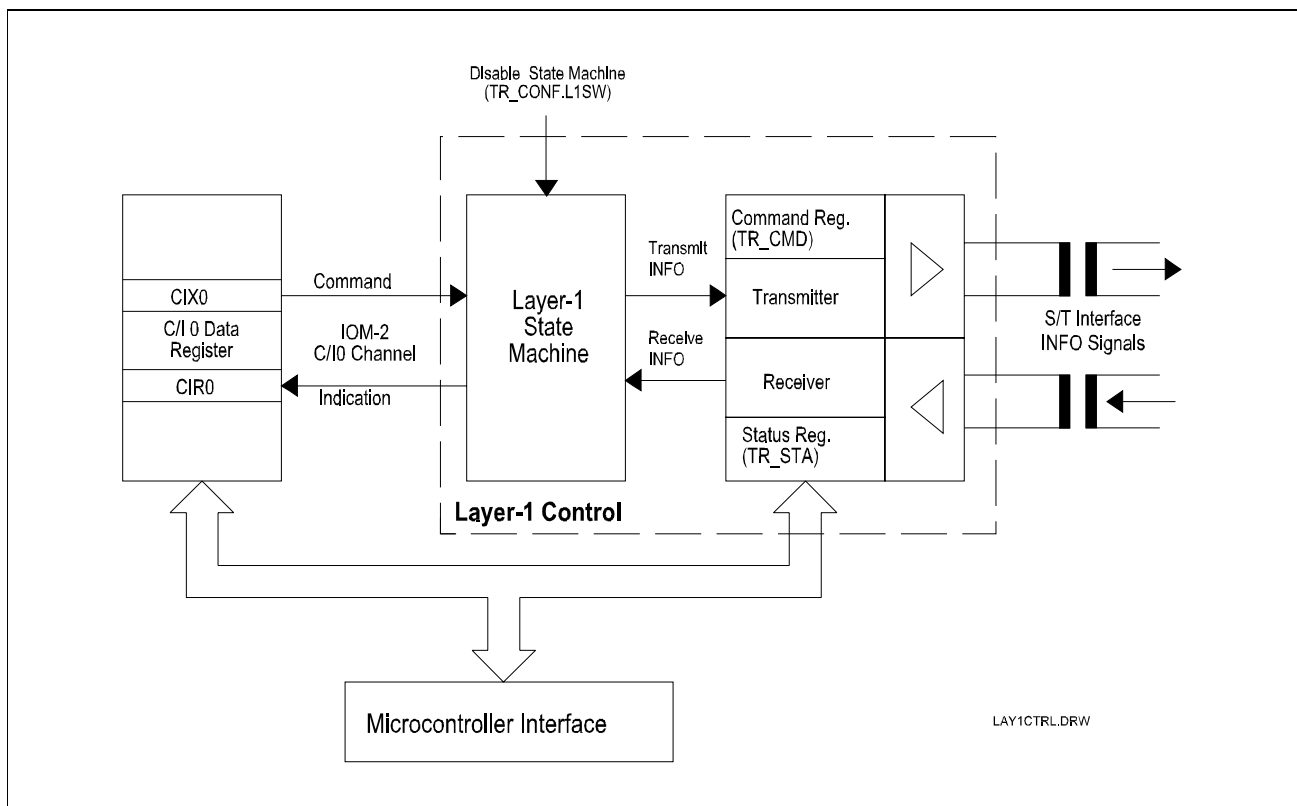 Disable State Machine
(TR_CONF.L1SW)
CIX0
C/I 0 Data
Register
CIR0
Command
IOM-2
C/I0 Channel
Indication
Layer-1
State
Machine
Transmit
INFO
Receive
INFO
Command Reg.
(TR_CMD)
Transmitter
Receiver
Status Reg.
(TR_STA)
S/T Interface
INFO Signals
Layer-1 Control
Microcontroller Interface
LAY1CTRL.DRW